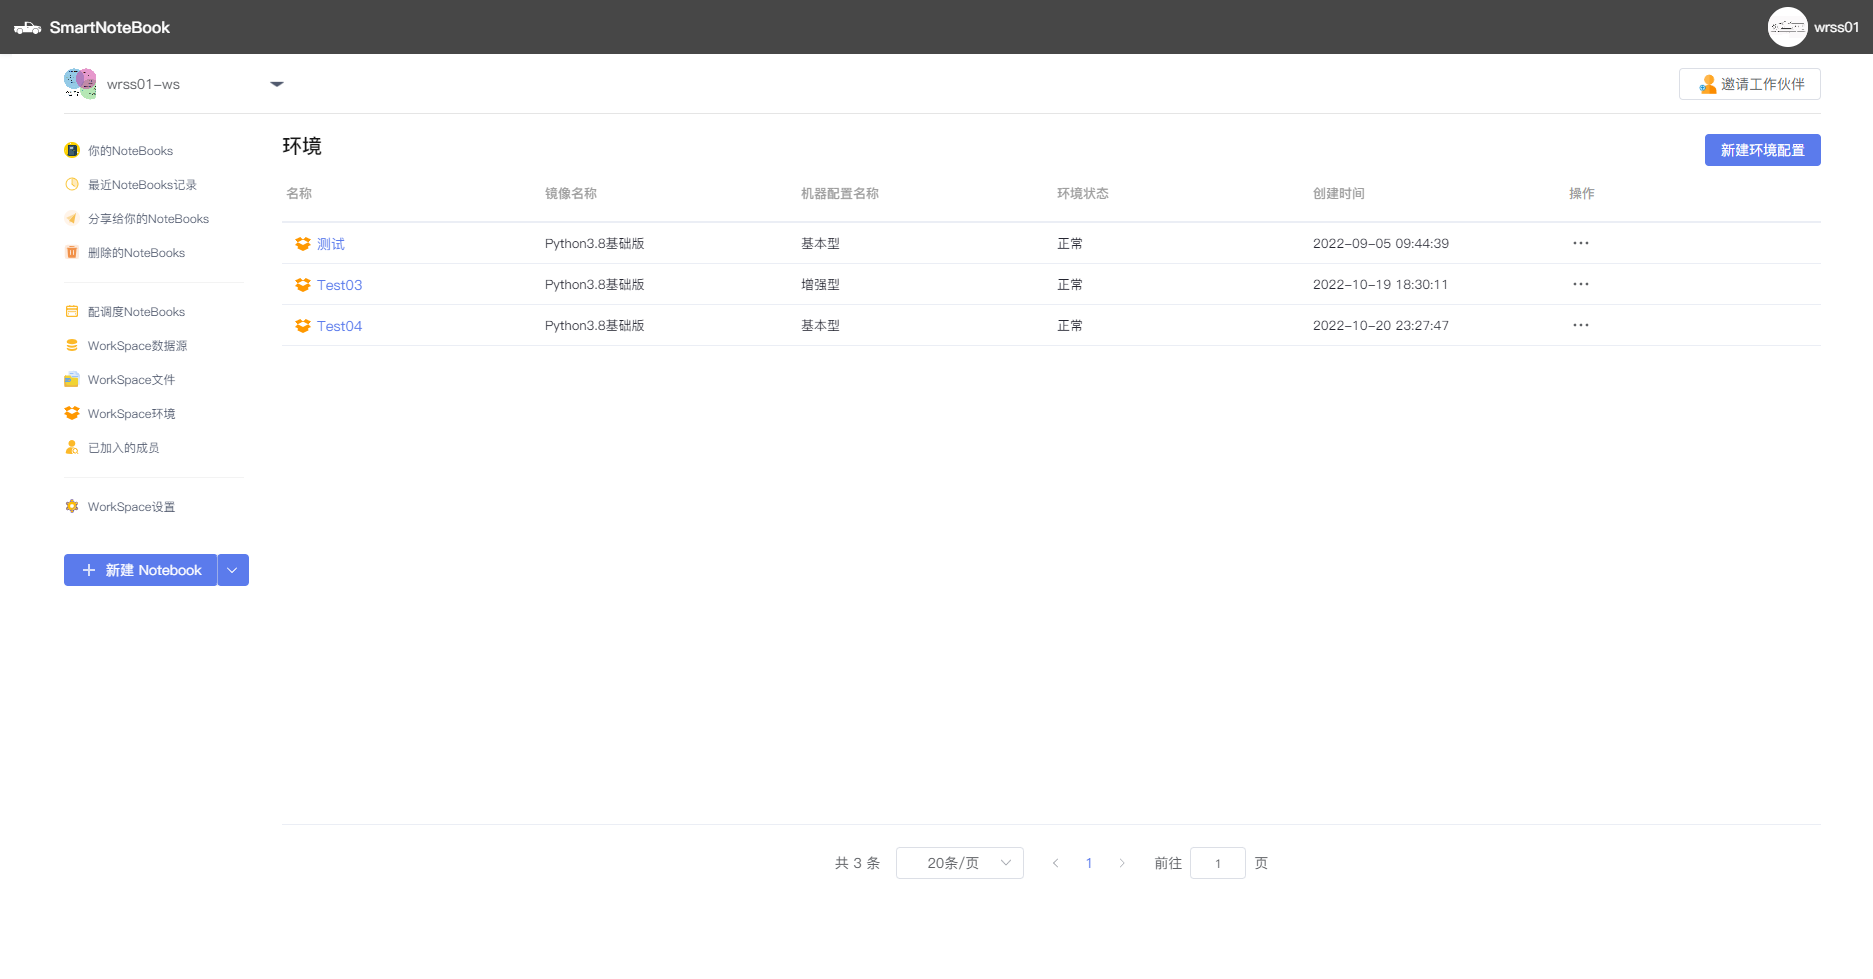 SmartNoteBook
wrss01
wrss01-ws
邀请工作伙伴
你的NoteBooks
最近NoteBooks记录
分享给你的NoteBooks
删除的NoteBooks
配调度NoteBooks
WorkSpace数据源
WorkSpace文件
WorkSpace环境
已加入的成员
WorkSpace设置
新建 Notebook
环境
新建环境配置
名称 镜像名称 机器配置名称 环境状态 创建时间 操作
测试 Python3.8基础版 基本型 正常 2022-09-05 09:44:39 ···
Test03 Python3.8基础版 增强型 正常 2022-10-19 18:30:11 ···
Test04 Python3.8基础版 基本型 正常 2022-10-20 23:27:47 ···
共 3 条 20条/页 1 前往 1 页